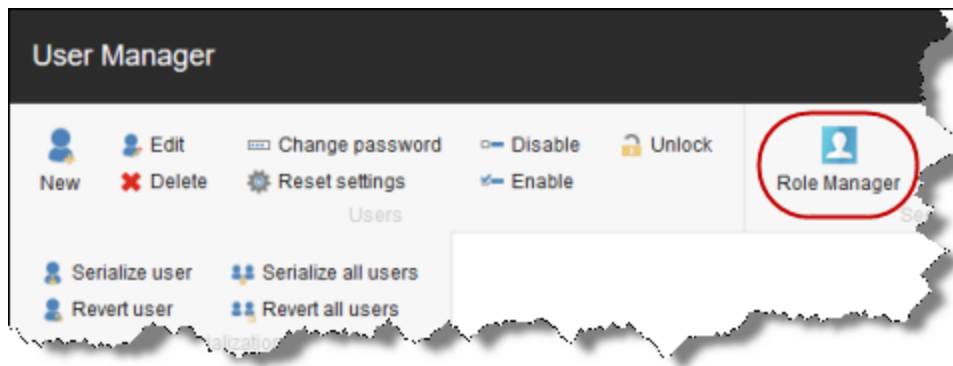 User Manager
New
Edit
Delete
Change password
Reset settings
Disable
Enable
Unlock
Users
Role Manager
Serialize user
Revert user
Serialize all users
Revert all users